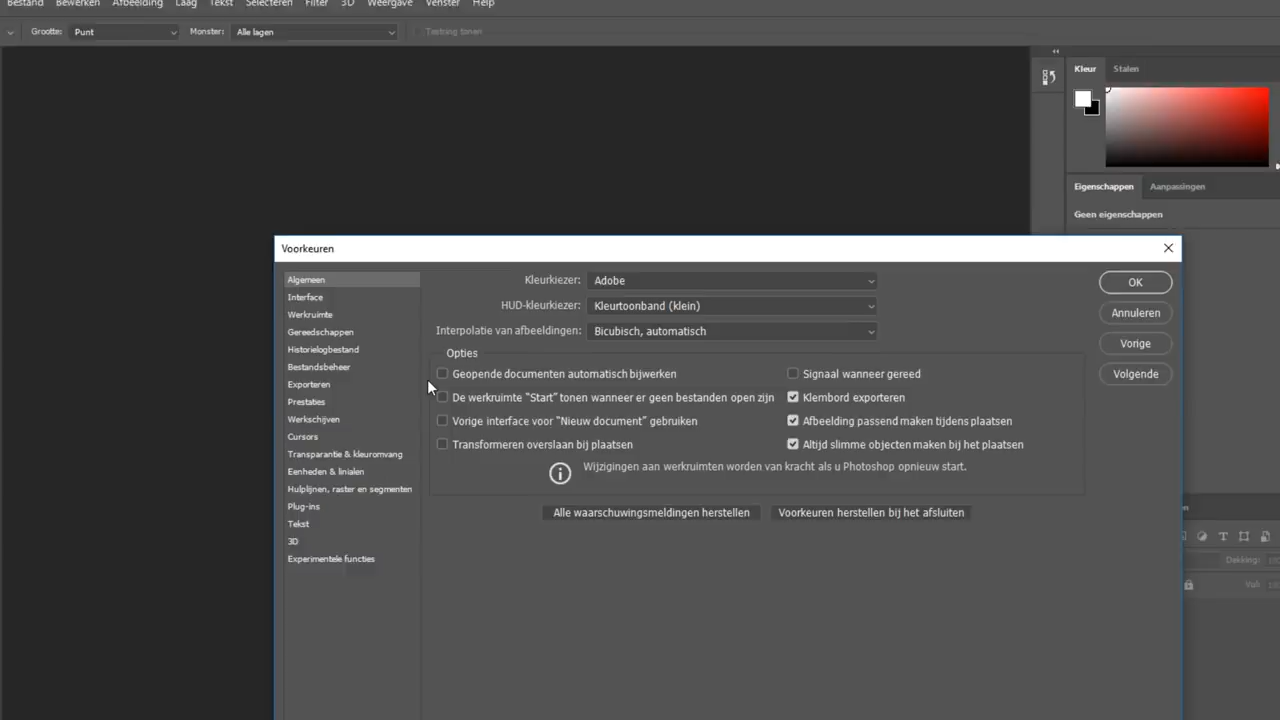 Bestand Bewerken Afbeelding Laag Tekst Selecteren Filter 3D Weergave Venster Help
Grootte: Punt Monster: Alle lagen Testring tonen
Kleur Stalen
Eigenschappen Aanpassingen
Geen eigenschappen
Voorkeuren
Algemeen
Interface
Werkruimte
Gereedschappen
Historielogbestand
Bestandsbeheer
Exporteren
Prestaties
Werkschijven
Cursors
Transparantie & kleuromvang
Eenheden & linialen
Hulplijnen, raster en segmenten
Plug-ins
Tekst
3D
Experimentele functies
Kleurkiezer: Adobe
HUD-kleurkiezer: Kleurtoonband (klein)
Interpolatie van afbeeldingen: Bicubisch, automatisch
Opties
Geopende documenten automatisch bijwerken
De werkruimte “Start” tonen wanneer er geen bestanden open zijn
Vorige interface voor “Nieuw document” gebruiken
Transformeren overslaan bij plaatsen
Signaal wanneer gereed
Klembord exporteren
Afbeelding passend maken tijdens plaatsen
Altijd slimme objecten maken bij het plaatsen
Wijzigingen aan werkruimten worden van kracht als u Photoshop opnieuw start.
Alle waarschuwingsmeldingen herstellen
Voorkeuren herstellen bij het afsluiten
OK
Annuleren
Vorige
Volgende
Dekking:
Vul: